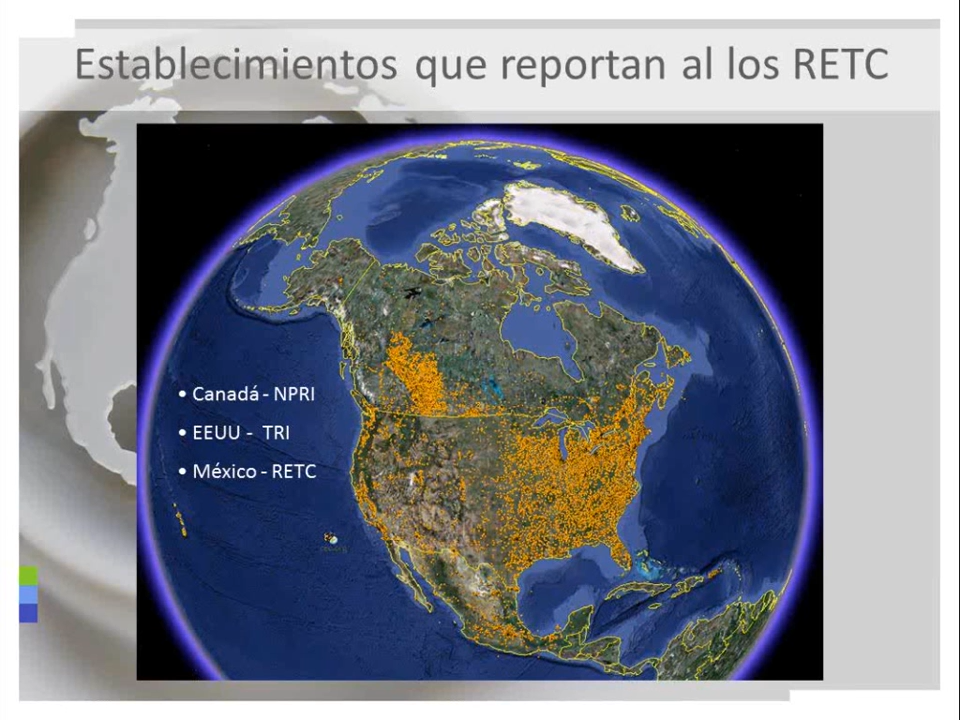 Establecimientos que reportan al los RETC
• Canadá - NPRI
• EEUU - TRI
• México - RETC